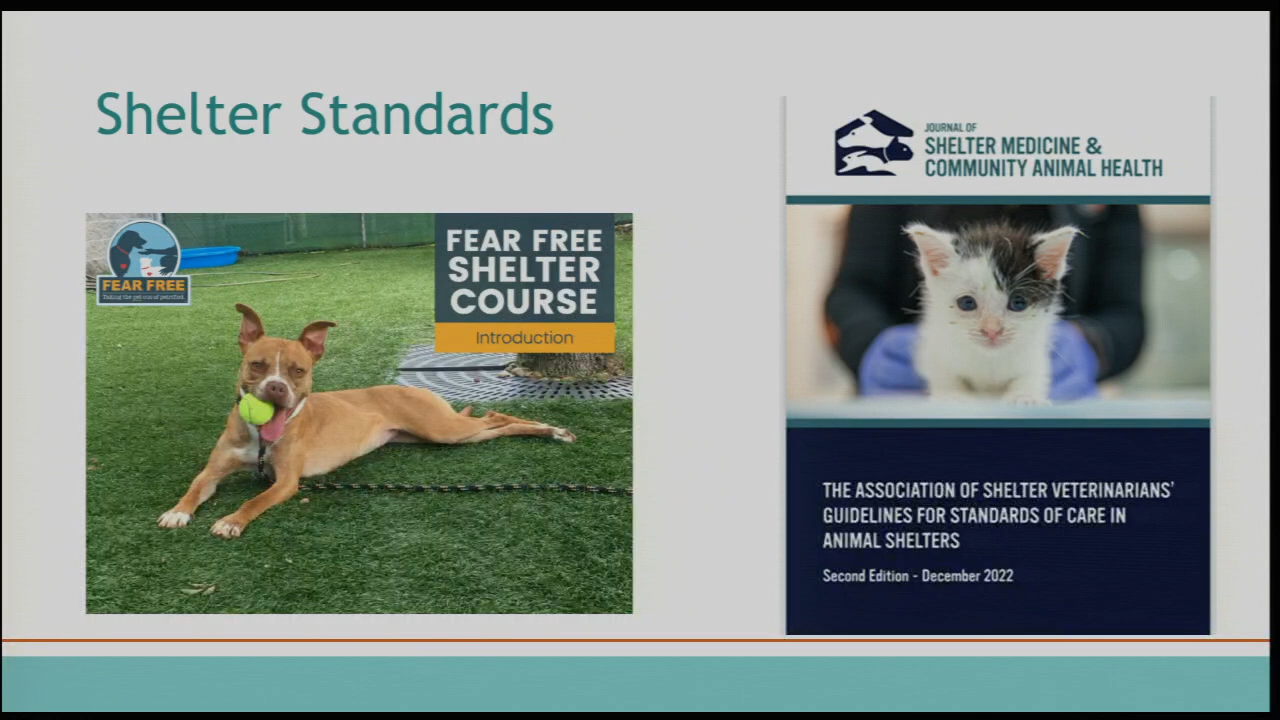 Shelter Standards
FEAR FREE
Taking the pet out of petrified
FEAR FREE
SHELTER
COURSE
Introduction
JOURNAL OF
SHELTER MEDICINE &
COMMUNITY ANIMAL HEALTH
THE ASSOCIATION OF SHELTER VETERINARIANS'
GUIDELINES FOR STANDARDS OF CARE IN
ANIMAL SHELTERS
Second Edition - December 2022